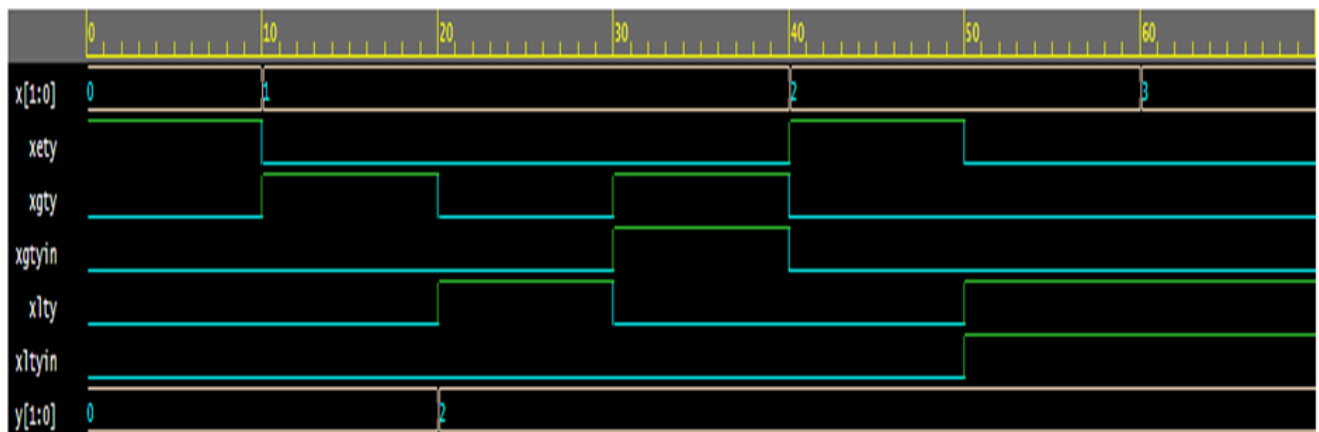 0 10 20 30 40 50 60
x[1:0] 0 1 2 3
xety
xgty
xgtyin
xlty
xltyin
y[1:0] 0 2